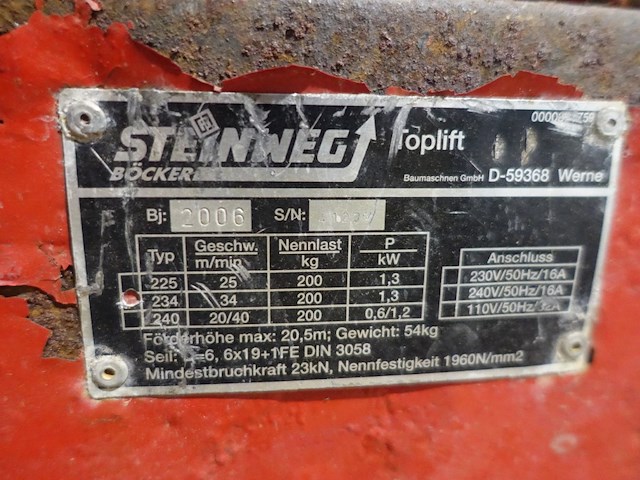 STEINWEG
BÖCKER
Toplift
Baumaschnen GmbH D-59368 Werne
Bj: 2006 S/N:
Typ Geschw. m/min Nennlast kg P kW
225 25 200 1,3
234 34 200 1,3
240 20/40 200 0,6/1,2
Anschluss
230V/50Hz/16A
240V/50Hz/16A
110V/50Hz/32A
Förderhöhe max: 20,5m; Gewicht: 54kg
Seil: =6, 6x19+1FE DIN 3058
Mindestbruchkraft 23kN, Nennfestigkeit 1960N/mm2